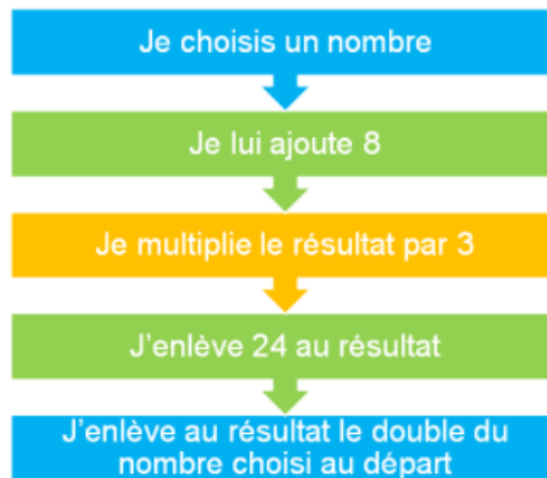 Je choisis un nombre
Je lui ajoute 8
Je multiplie le résultat par 3
J'enlève 24 au résultat
J'enlève au résultat le double du
nombre choisi au départ